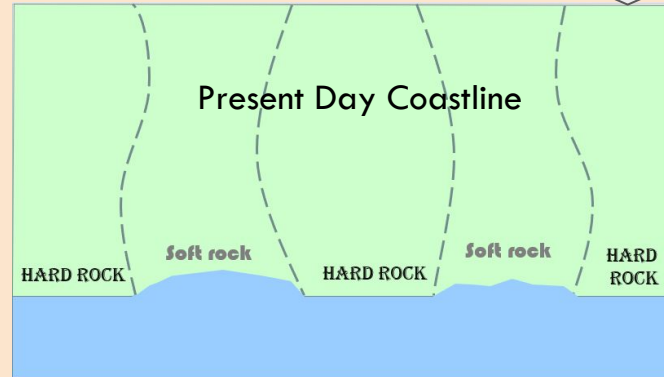 Present Day Coastline
Soft rock
Soft rock
HARD ROCK
HARD ROCK
HARD
ROCK